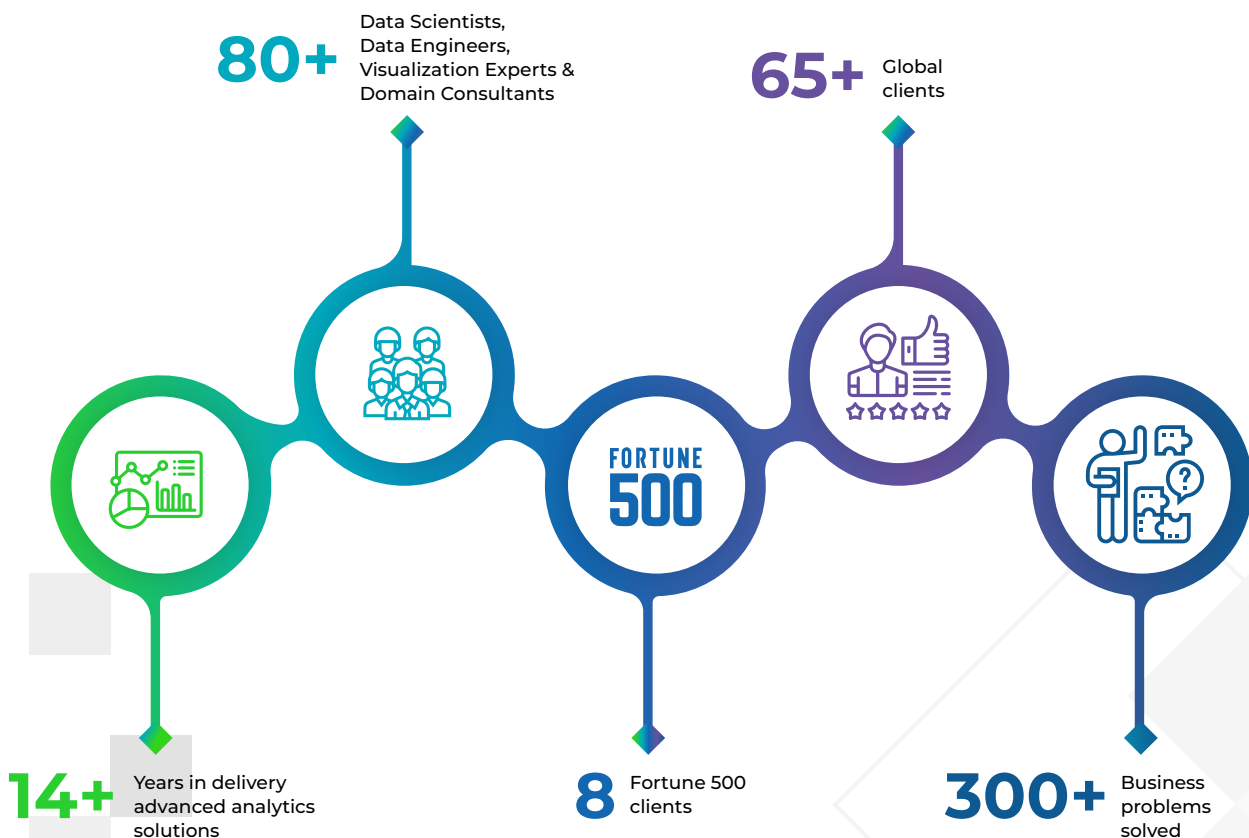 80+
Data Scientists,
Data Engineers,
Visualization Experts &
Domain Consultants
65+
Global
clients
FORTUNE
500
?
14+
Years in delivery
advanced analytics
solutions
8
Fortune 500
clients
300+
Business
problems
solved